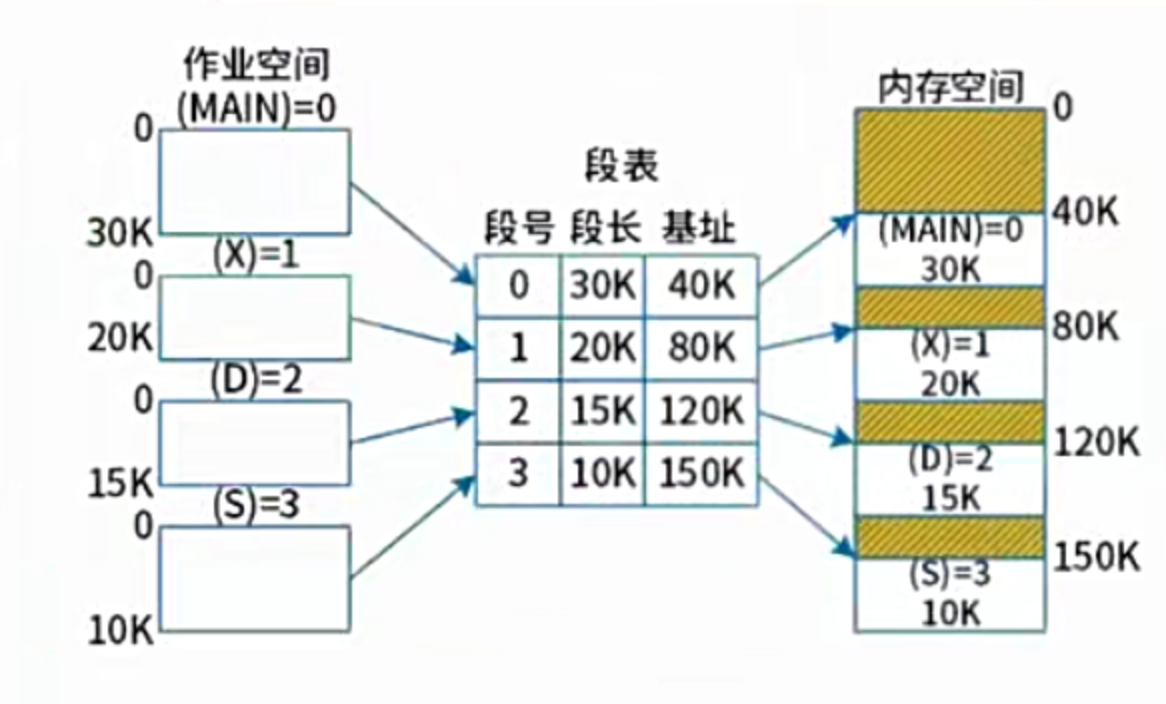 作业空间
(MAIN)=0
0
30K
(X)=1
0
20K
(D)=2
0
15K
(S)=3
0
10K
段表
段号 段长 基址
0 30K 40K
1 20K 80K
2 15K 120K
3 10K 150K
内存空间
0
40K
(MAIN)=0
30K
80K
(X)=1
20K
120K
(D)=2
15K
150K
(S)=3
10K